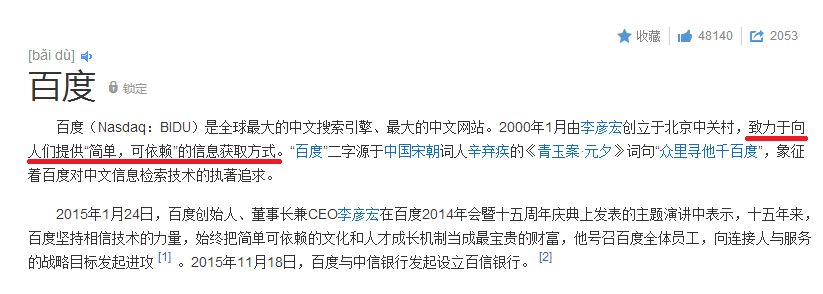 收藏 48140 2053
[bǎi dù]
百度 锁定
百度（Nasdaq：BIDU）是全球最大的中文搜索引擎、最大的中文网站。2000年1月由李彦宏创立于北京中关村，致力于向
人们提供“简单，可依赖”的信息获取方式。“百度”二字源于中国宋朝词人辛弃疾的《青玉案·元夕》词句“众里寻他千百度”，象征
着百度对中文信息检索技术的执著追求。
2015年1月24日，百度创始人、董事长兼CEO李彦宏在百度2014年会暨十五周年庆典上发表的主题演讲中表示，十五年来，
百度坚持相信技术的力量，始终把简单可依赖的文化和人才成长机制当成最宝贵的财富，他号召百度全体员工，向连接人与服务
的战略目标发起进攻 [1] 。2015年11月18日，百度与中信银行发起设立百信银行。 [2]